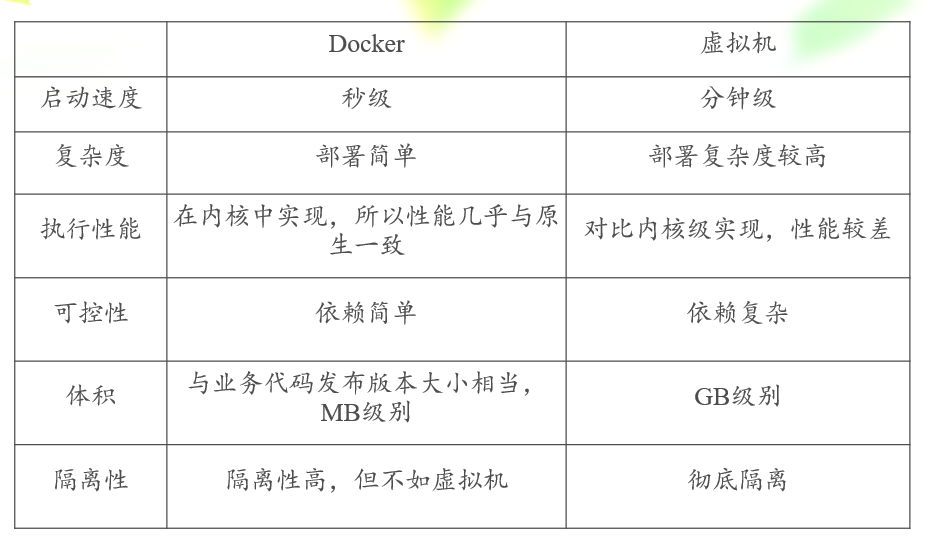 Docker 虚拟机
启动速度 秒级 分钟级
复杂度 部署简单 部署复杂度较高
执行性能 在内核中实现，所以性能几乎与原生一致 对比内核级实现，性能较差
可控性 依赖简单 依赖复杂
体积 与业务代码发布版本大小相当，MB级别 GB级别
隔离性 隔离性高，但不如虚拟机 彻底隔离